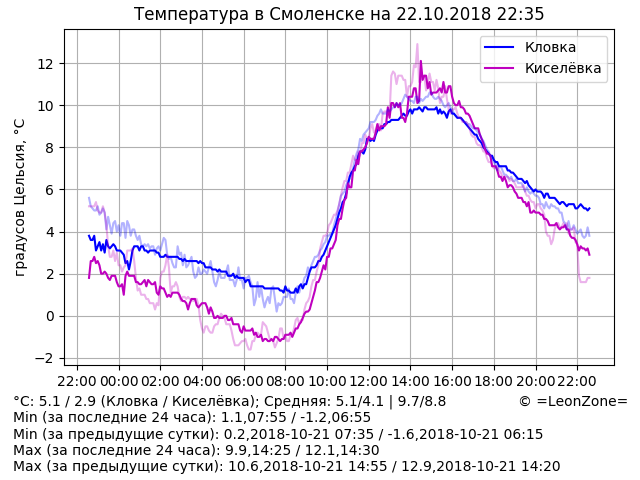 Температура в Смоленске на 22.10.2018 22:35
Кловка
Киселёвка
градусов Цельсия, °C
12
10
8
6
4
2
0
−2
22:00 00:00 02:00 04:00 06:00 08:00 10:00 12:00 14:00 16:00 18:00 20:00 22:00
°C: 5.1 / 2.9 (Кловка / Киселёвка); Средняя: 5.1/4.1 | 9.7/8.8 © =LeonZone=
Min (за последние 24 часа): 1.1,07:55 / -1.2,06:55
Min (за предыдущие сутки): 0.2,2018-10-21 07:35 / -1.6,2018-10-21 06:15
Max (за последние 24 часа): 9.9,14:25 / 12.1,14:30
Max (за предыдущие сутки): 10.6,2018-10-21 14:55 / 12.9,2018-10-21 14:20